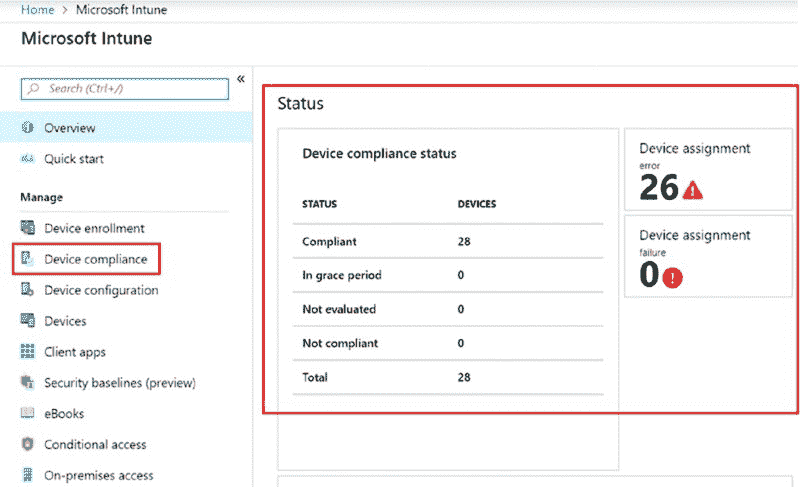 Home > Microsoft Intune
Microsoft Intune
Search (Ctrl+/)
«
Overview
Quick start
Manage
Device enrollment
Device compliance
Device configuration
Devices
Client apps
Security baselines (preview)
eBooks
Conditional access
On-premises access
Status
Device compliance status
STATUS DEVICES
Compliant 28
In grace period 0
Not evaluated 0
Not compliant 0
Total 28
Device assignment
error
26
Device assignment
failure
0